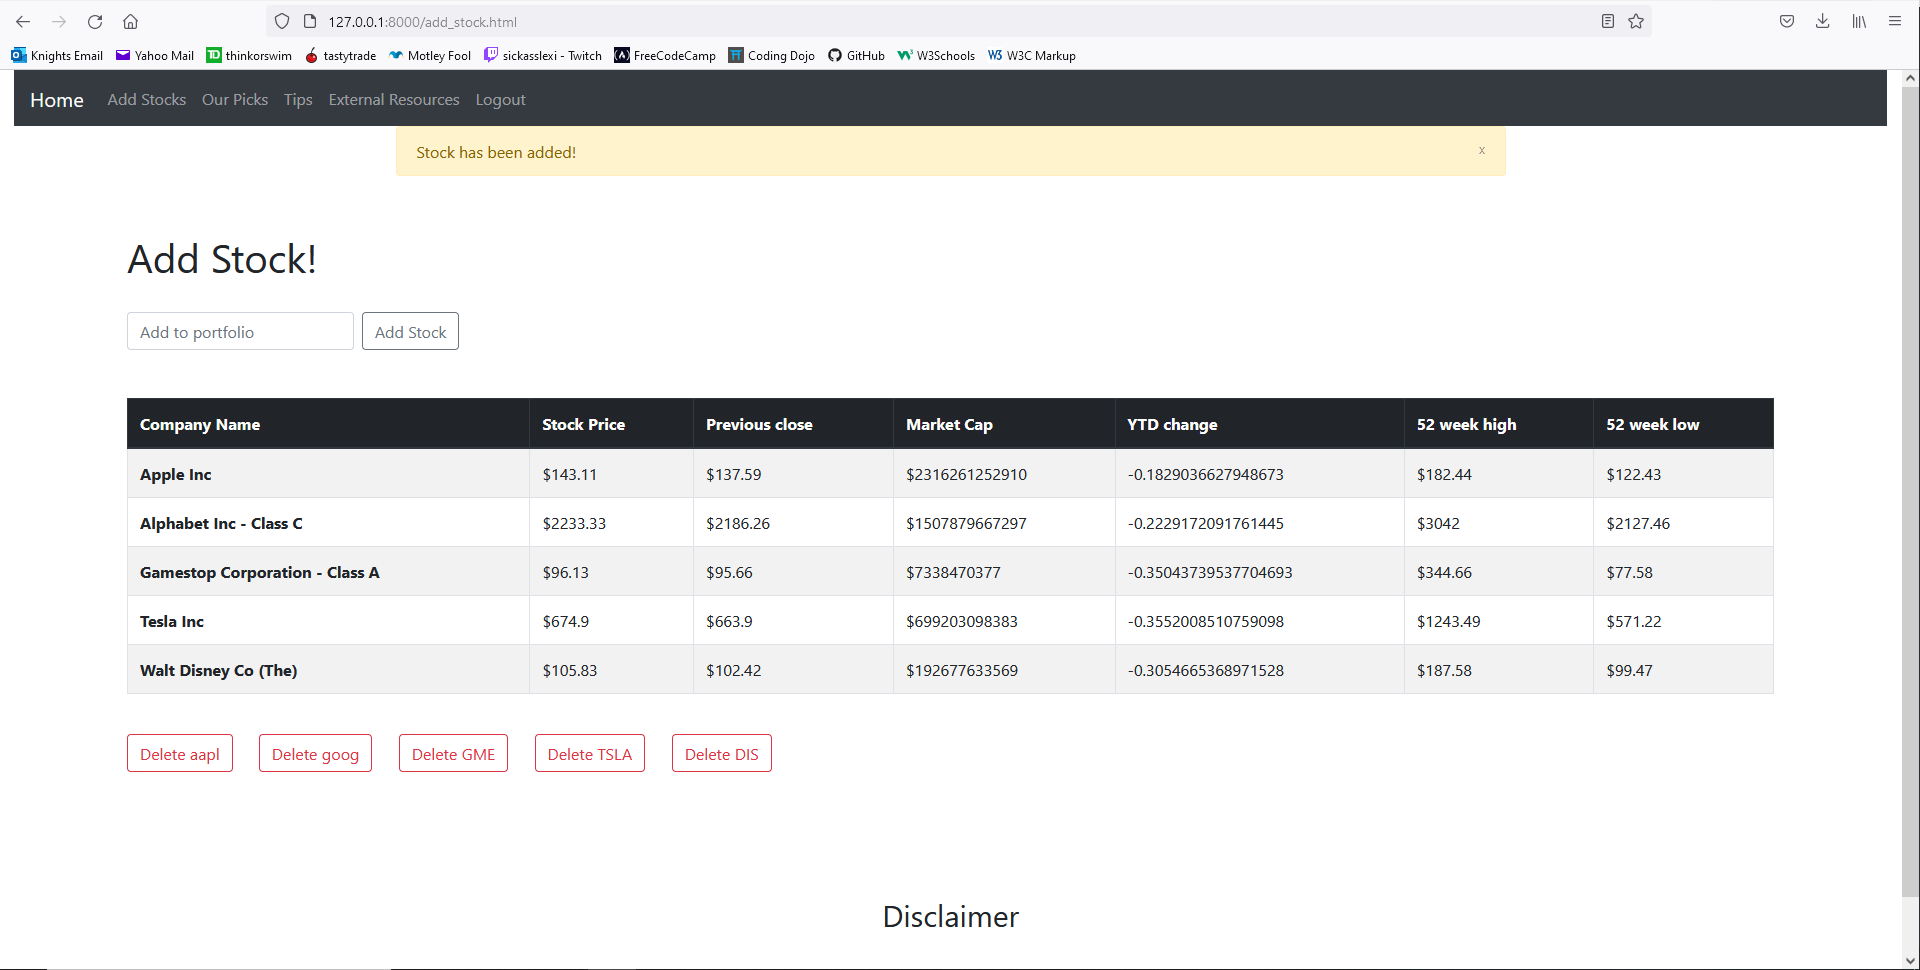 127.0.0.1:8000/add_stock.html
Knights Email Yahoo Mail TD thinkorswim tastytrade Motley Fool sickasslexi - Twitch (A) FreeCodeCamp Coding Dojo GitHub W3Schools W3C Markup
Home Add Stocks Our Picks Tips External Resources Logout
Stock has been added! x
Add Stock!
Add to portfolio Add Stock
Company Name Stock Price Previous close Market Cap YTD change 52 week high 52 week low
Apple Inc $143.11 $137.59 $2316261252910 -0.1829036627948673 $182.44 $122.43
Alphabet Inc - Class C $2233.33 $2186.26 $1507879667297 -0.2229172091761445 $3042 $2127.46
Gamestop Corporation - Class A $96.13 $95.66 $7338470377 -0.35043739537704693 $344.66 $77.58
Tesla Inc $674.9 $663.9 $699203098383 -0.3552008510759098 $1243.49 $571.22
Walt Disney Co (The) $105.83 $102.42 $192677633569 -0.3054665368971528 $187.58 $99.47
Delete aapl Delete goog Delete GME Delete TSLA Delete DIS
Disclaimer